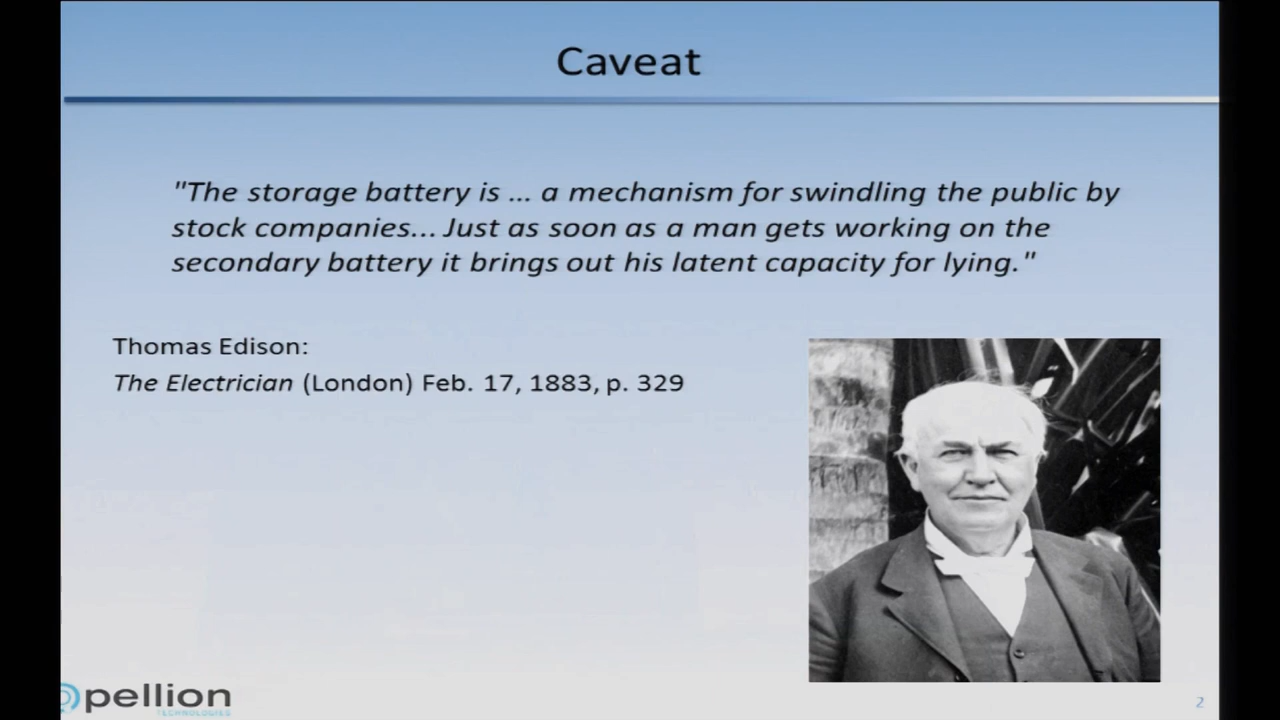 Caveat
"The storage battery is ... a mechanism for swindling the public by
stock companies... Just as soon as a man gets working on the
secondary battery it brings out his latent capacity for lying."
Thomas Edison:
The Electrician (London) Feb. 17, 1883, p. 329
pellion
TECHNOLOGIES
2